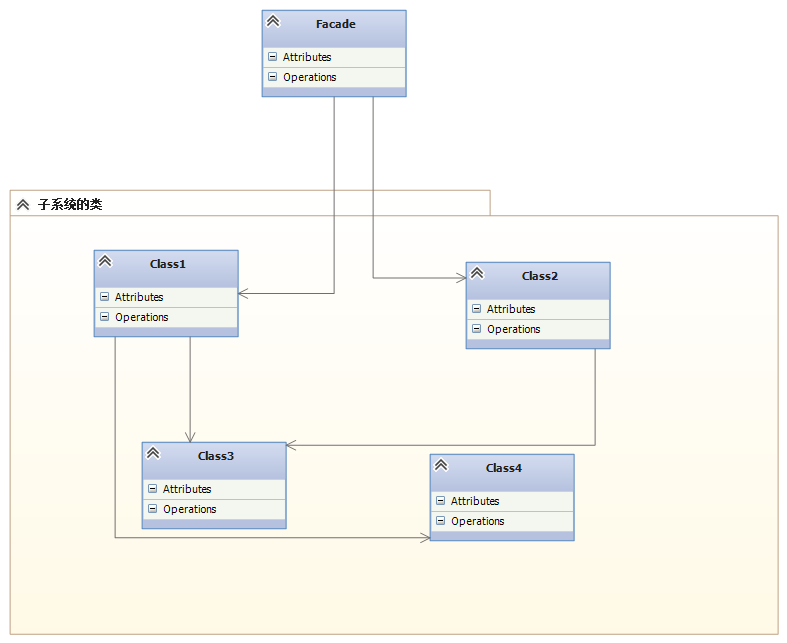 Facade
Attributes
Operations
子系统的类
Class1
Attributes
Operations
Class2
Attributes
Operations
Class3
Attributes
Operations
Class4
Attributes
Operations